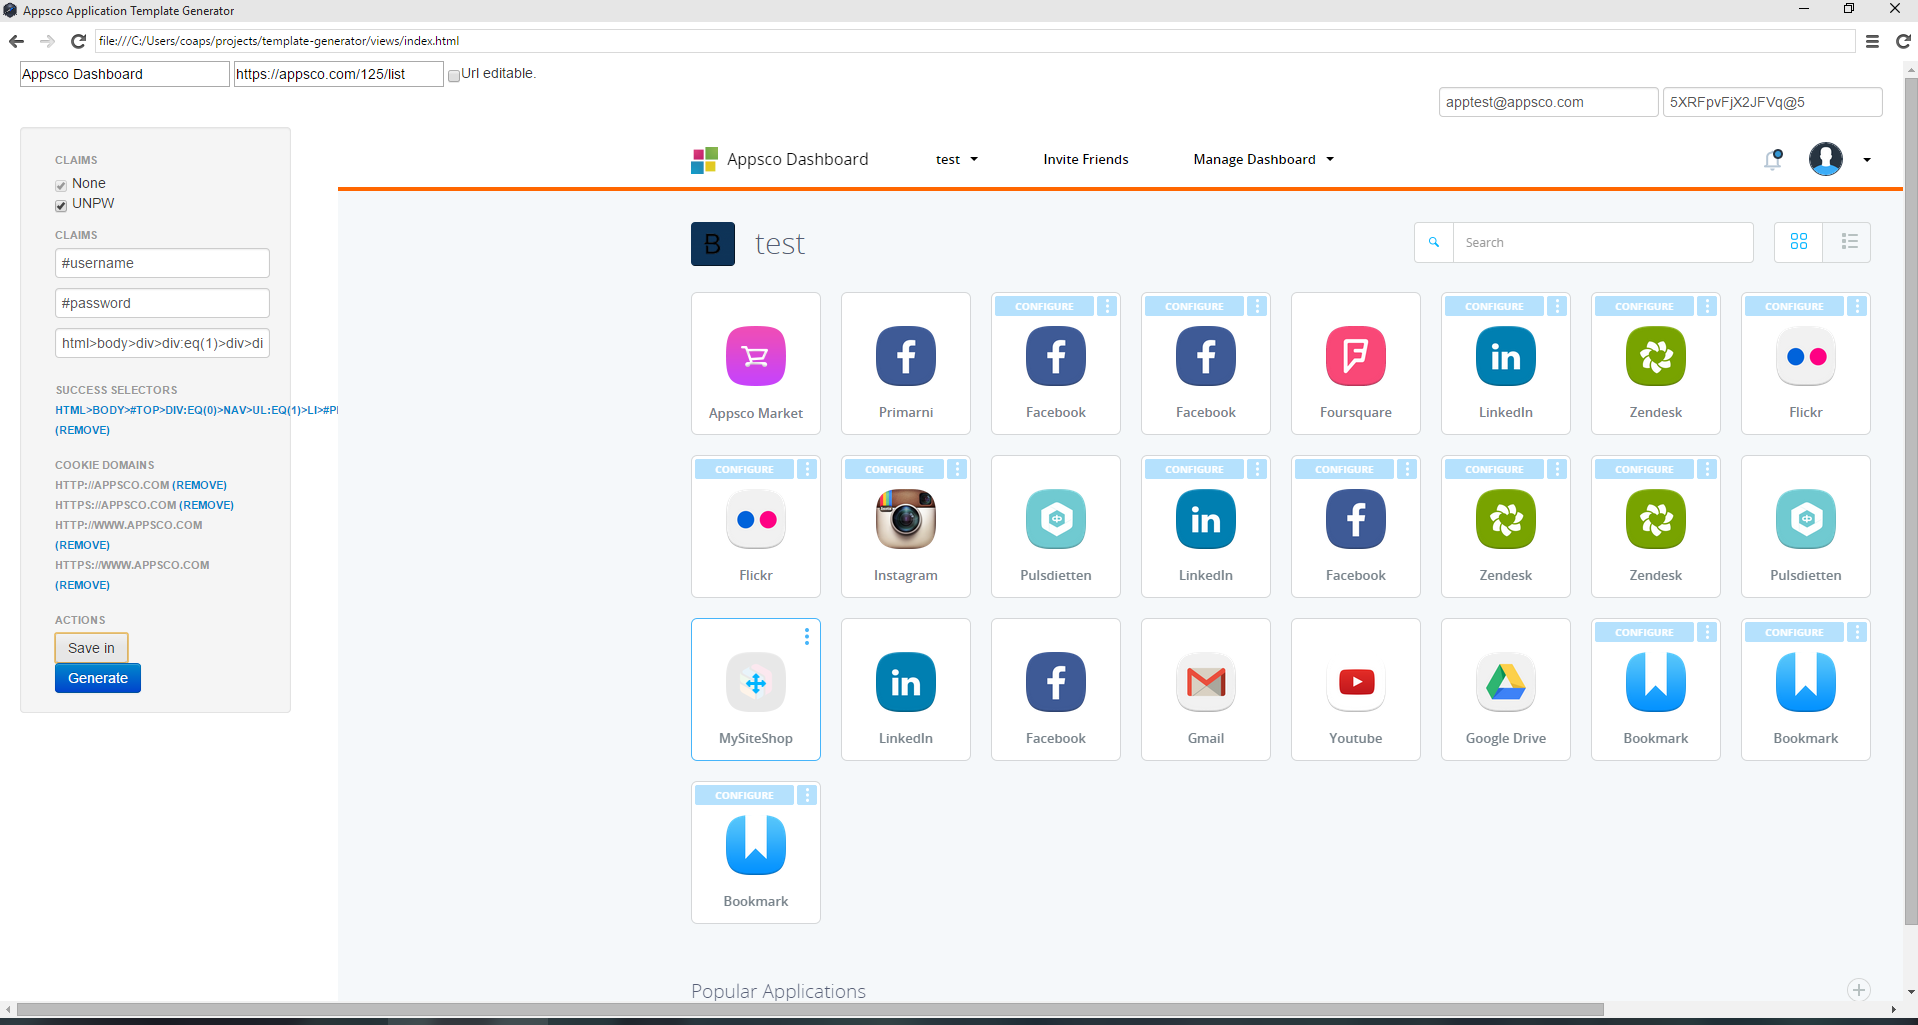 Appsco Application Template Generator
file:///C:/Users/coaps/projects/template-generator/views/index.html
Appsco Dashboard
https://appsco.com/125/list
Url editable.
apptest@appsco.com
5XRFpvFjX2JFVq@5
CLAIMS
None
UNPW
CLAIMS
#username
#password
html>body>div>div:eq(1)>div>di
SUCCESS SELECTORS
HTML>BODY>#TOP>DIV:EQ(0)>NAV>UL:EQ(1)>LI>#P
(REMOVE)
COOKIE DOMAINS
HTTP://APPSCO.COM (REMOVE)
HTTPS://APPSCO.COM (REMOVE)
HTTP://WWW.APPSCO.COM
(REMOVE)
HTTPS://WWW.APPSCO.COM
(REMOVE)
ACTIONS
Save in
Generate
Appsco Dashboard
test
Invite Friends
Manage Dashboard
B
test
Search
Appsco Market
Primarni
CONFIGURE
Facebook
CONFIGURE
Facebook
Foursquare
CONFIGURE
LinkedIn
CONFIGURE
Zendesk
CONFIGURE
Flickr
CONFIGURE
Flickr
CONFIGURE
Instagram
Pulsdietten
CONFIGURE
LinkedIn
CONFIGURE
Facebook
CONFIGURE
Zendesk
CONFIGURE
Zendesk
Pulsdietten
MySiteShop
LinkedIn
Facebook
Gmail
Youtube
Google Drive
CONFIGURE
Bookmark
CONFIGURE
Bookmark
CONFIGURE
Bookmark
Popular Applications